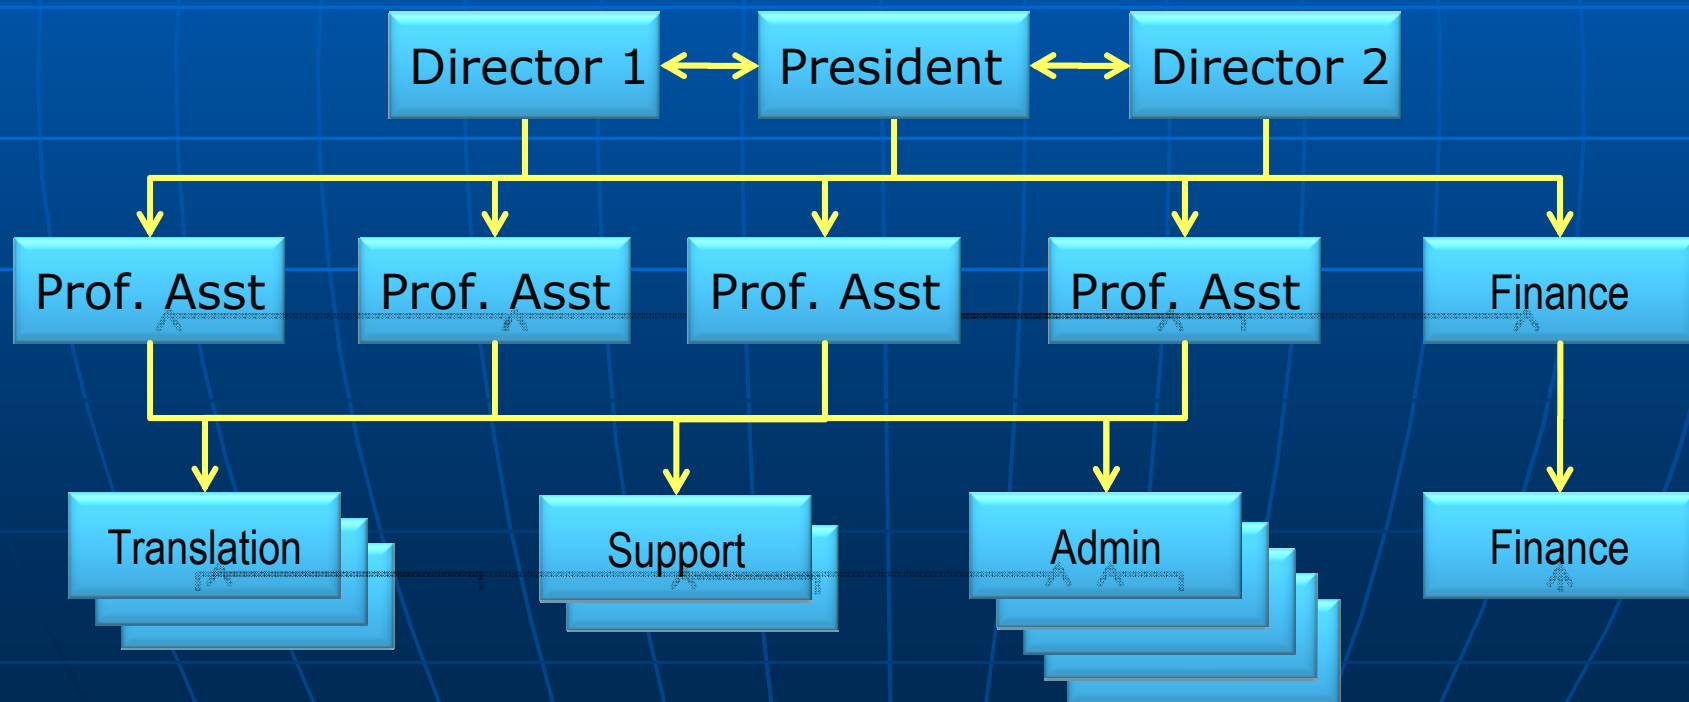 Director 1
President
Director 2
Prof. Asst
Prof. Asst
Prof. Asst
Prof. Asst
Finance
Translation
Support
Admin
Finance